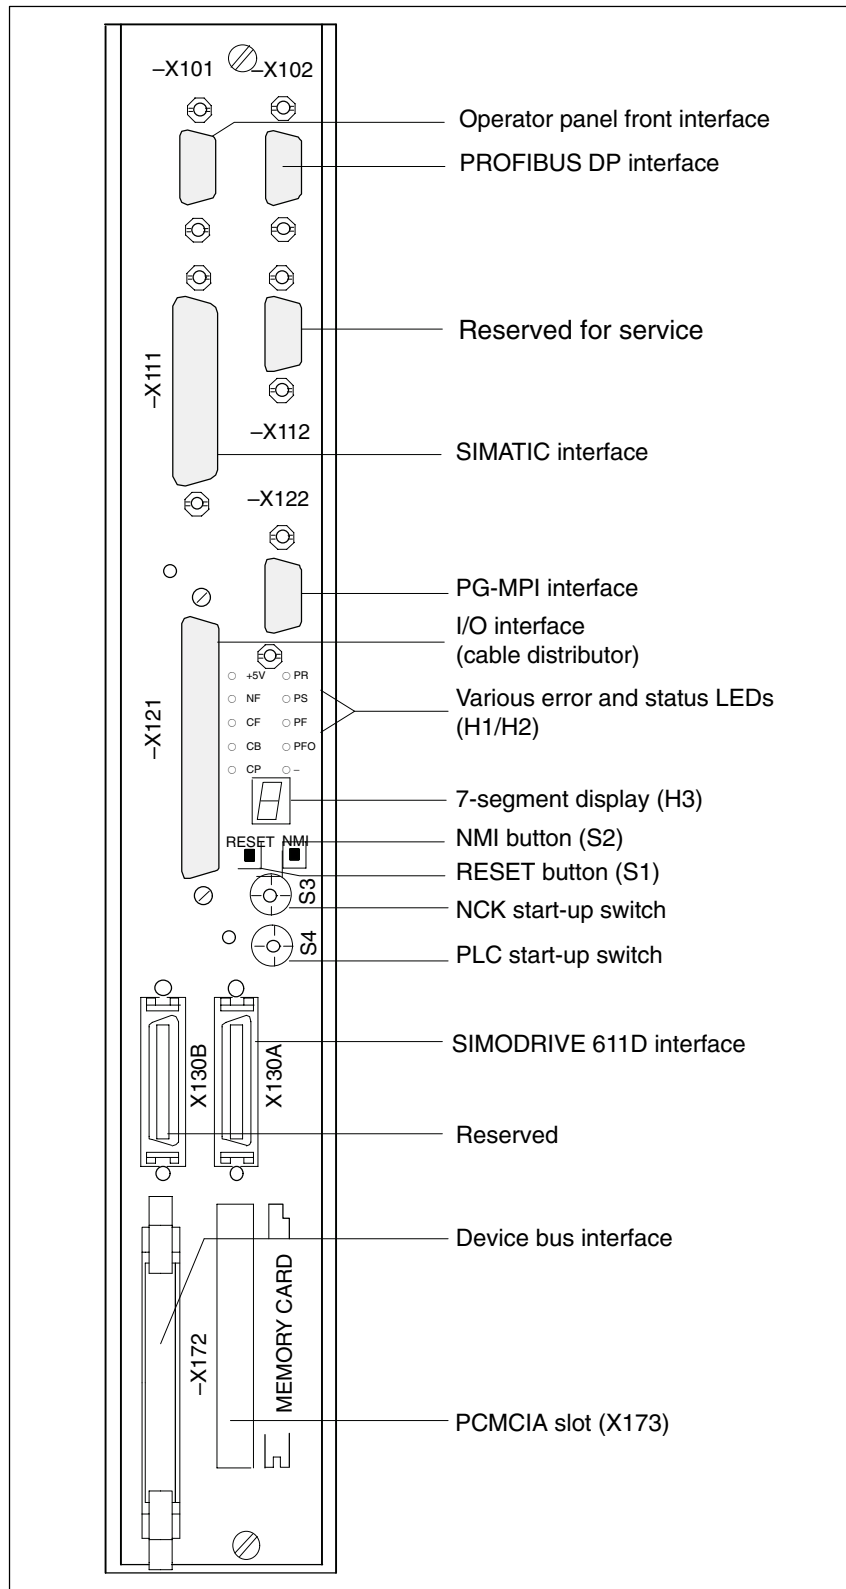 –X101
–X102
Operator panel front interface
PROFIBUS DP interface
Reserved for service
–X111
–X112
SIMATIC interface
–X122
PG-MPI interface
I/O interface
(cable distributor)
+5V PR
NF PS
CF PF
CB PFO
CP –
Various error and status LEDs
(H1/H2)
–X121
7-segment display (H3)
RESET NMI
NMI button (S2)
RESET button (S1)
S3
NCK start-up switch
S4
PLC start-up switch
X130B
X130A
SIMODRIVE 611D interface
Reserved
Device bus interface
–X172
MEMORY CARD
PCMCIA slot (X173)